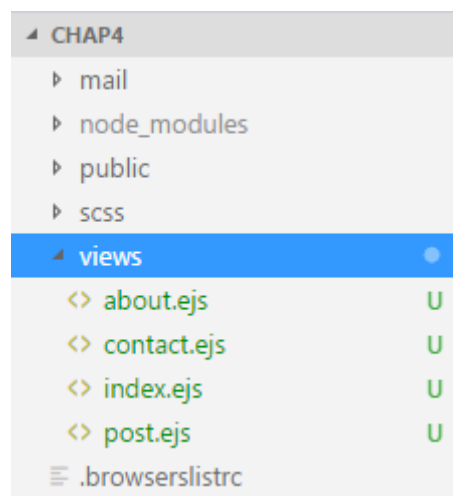 CHAP4
mail
node_modules
public
scss
views
about.ejs U
contact.ejs U
index.ejs U
post.ejs U
.browserslistrc